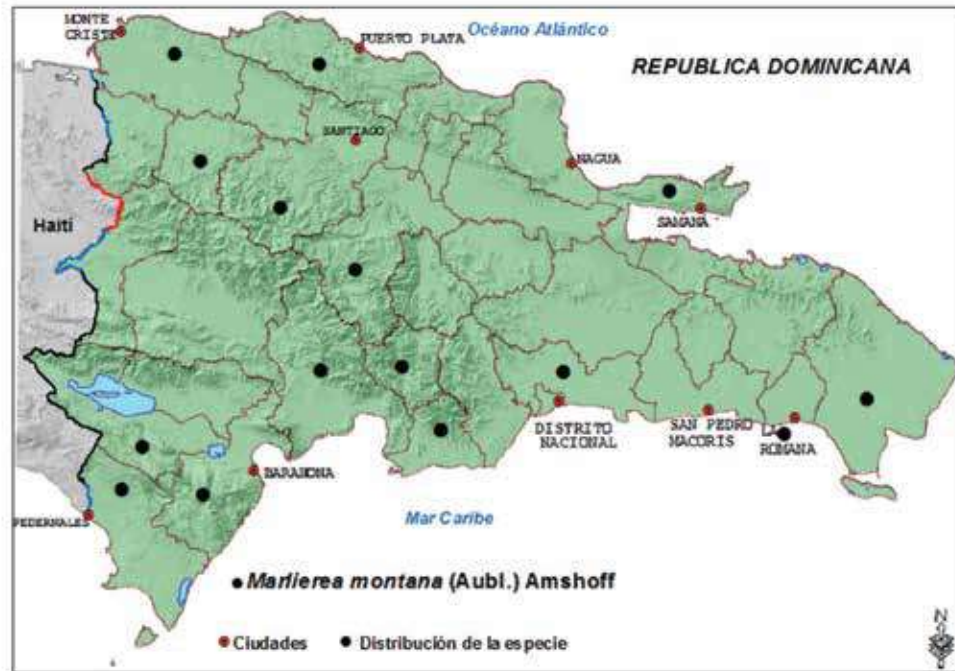 MONTE
CRISTI
Océano Atlántico
PUERTO PLATA
REPUBLICA DOMINICANA
SANTIAGO
NAGUA
SAMANA
Haití
DISTRITO
NACIONAL
SAN PEDRO
MACORIS
LA
ROMANA
BARAHONA
PEDERNALES
Mar Caribe
Marlierea montana (Aubl.) Amshoff
Ciudades
Distribución de la especie
N